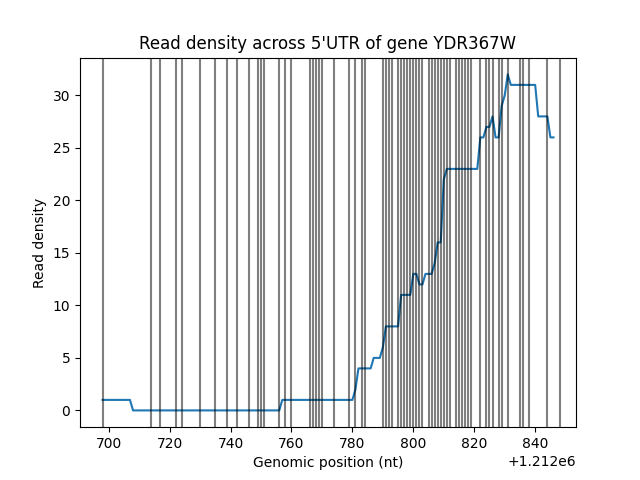 Read density across 5'UTR of gene YDR367W
Read density
30
25
20
15
10
5
0
700 720 740 760 780 800 820 840
Genomic position (nt)
+1.212e6